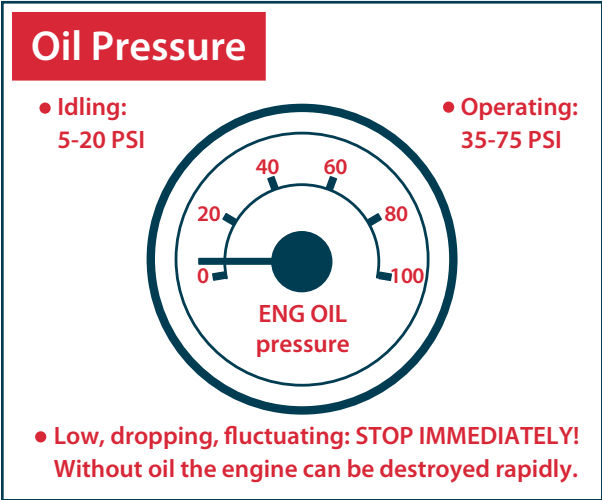 Oil Pressure
• Idling:
5-20 PSI
• Operating:
35-75 PSI
40
60
20
80
0
100
ENG OIL
pressure
• Low, dropping, fluctuating: STOP IMMEDIATELY!
Without oil the engine can be destroyed rapidly.